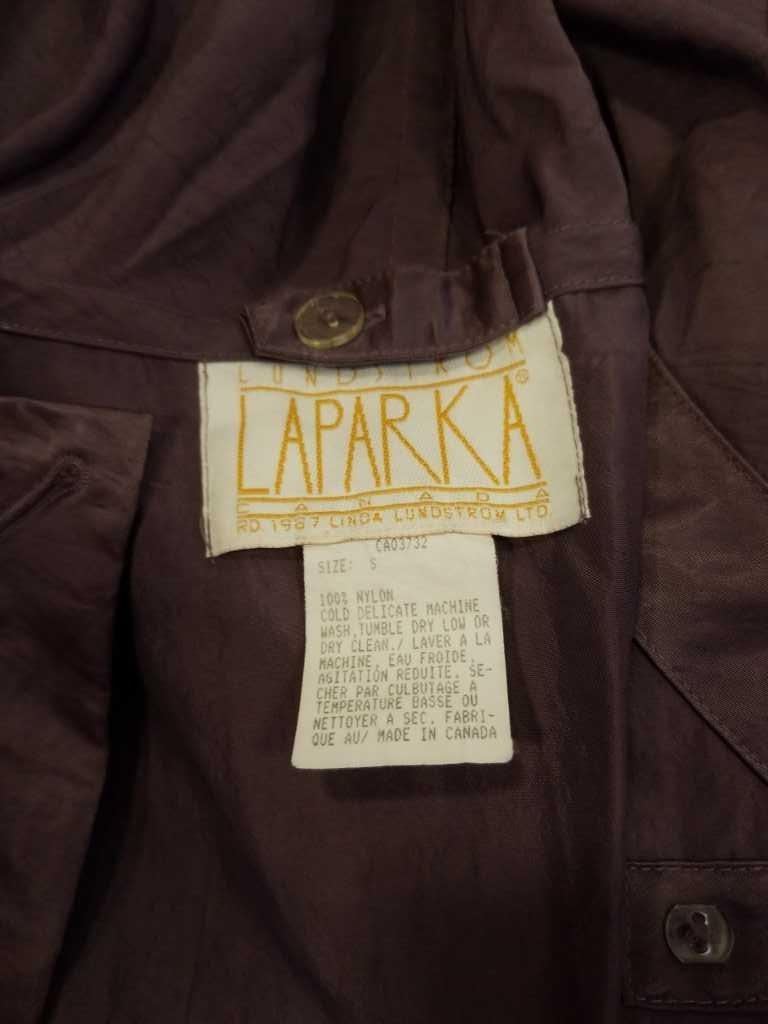 LUNDSTROM
LAPARKA®
CANADA
RD. 1987 LINDA LUNDSTROM LTD.
CA03732
SIZE: S
100% NYLON
COLD DELICATE MACHINE
WASH,TUMBLE DRY LOW OR
DRY CLEAN./ LAVER A LA
MACHINE, EAU FROIDE,
AGITATION REDUITE. SE-
CHER PAR CULBUTAGE A
TEMPERATURE BASSE OU
NETTOYER A SEC. FABRI-
QUE AU/ MADE IN CANADA